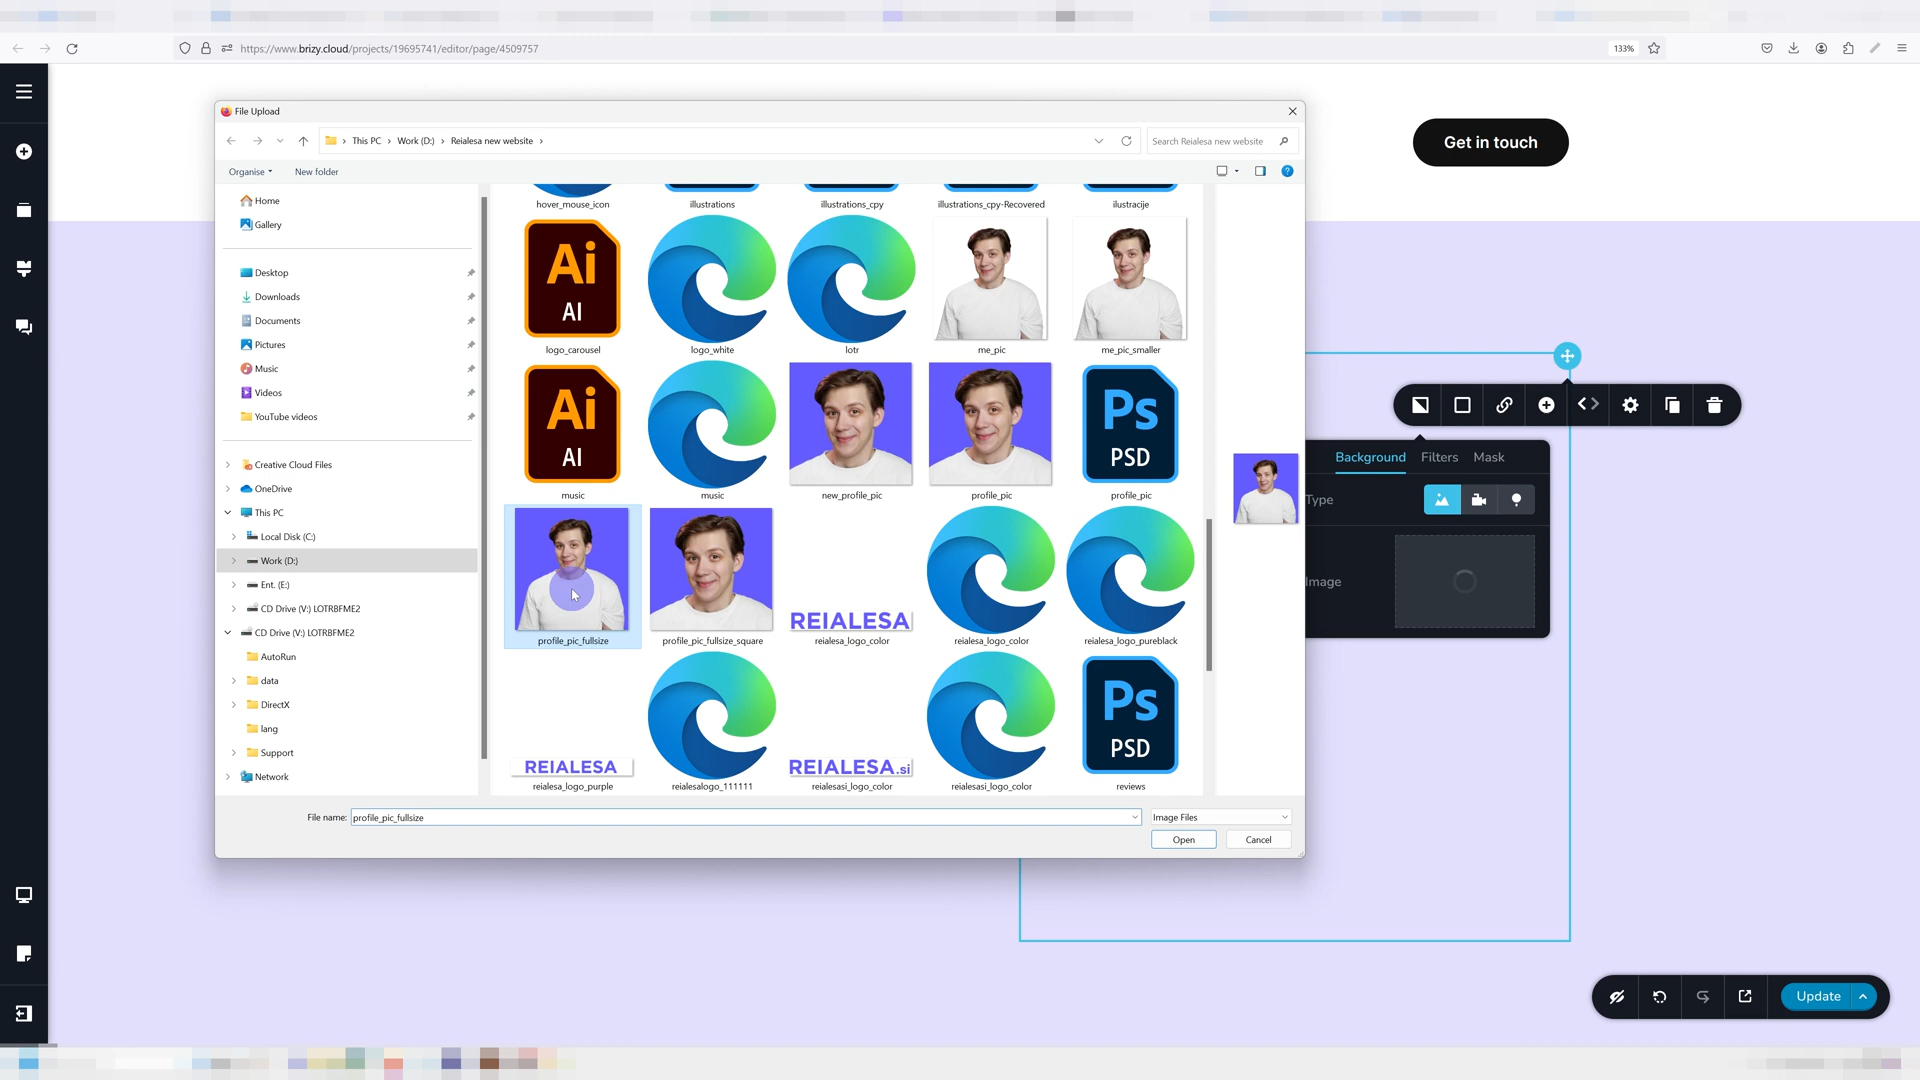 https://www.brizy.cloud/projects/19695741/editor/page/4509757
133%
File Upload
This PC
Work (D:)
Reialesa new website
Search Reialesa new website
Organise
New folder
Get in touch
Home
Gallery
Desktop
Downloads
Documents
Pictures
Music
Videos
YouTube videos
Creative Cloud Files
OneDrive
This PC
Local Disk (C:)
Work (D:)
Ent. (E:)
CD Drive (V:) LOTRBFME2
CD Drive (V:) LOTRBFME2
AutoRun
data
DirectX
lang
Support
Network
hover_mouse_icon
illustrations
illustrations_cpy
illustrations_cpy-Recovered
ilustracije
Ai
AI
logo_carousel
logo_white
lotr
me_pic
me_pic_smaller
Ai
AI
music
music
new_profile_pic
profile_pic
Ps
PSD
profile_pic
profile_pic_fullsize
profile_pic_fullsize_square
REIALESA
reialesa_logo_color
reialesa_logo_color
reialesa_logo_pureblack
REIALESA
reialesa_logo_purple
reialesalogo_111111
REIALESA.si
reialesasi_logo_color
reialesasi_logo_color
Ps
PSD
reviews
File name:
profile_pic_fullsize
Image Files
Open
Cancel
Background
Filters
Mask
Type
Image
Update